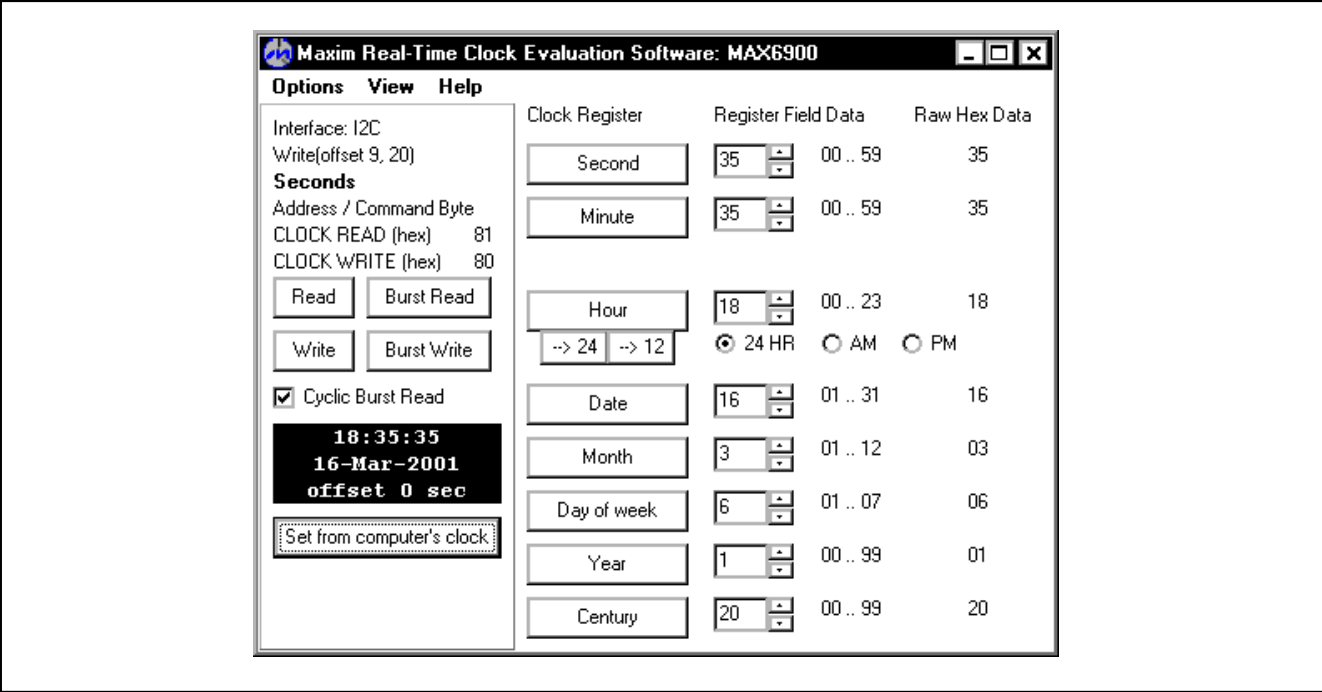 Maxim Real-Time Clock Evaluation Software: MAX6900
Options View Help
Interface: I2C
Write(offset 9, 20)
Seconds
Address / Command Byte
CLOCK READ (hex) 81
CLOCK WRITE (hex) 80
Read Burst Read
Write Burst Write
Cyclic Burst Read
18:35:35
16-Mar-2001
offset 0 sec
Set from computer's clock
Clock Register Register Field Data Raw Hex Data
Second 35 00 .. 59 35
Minute 35 00 .. 59 35
Hour 18 00 .. 23 18
--> 24 --> 12 24 HR AM PM
Date 16 01 .. 31 16
Month 3 01 .. 12 03
Day of week 6 01 .. 07 06
Year 1 00 .. 99 01
Century 20 00 .. 99 20